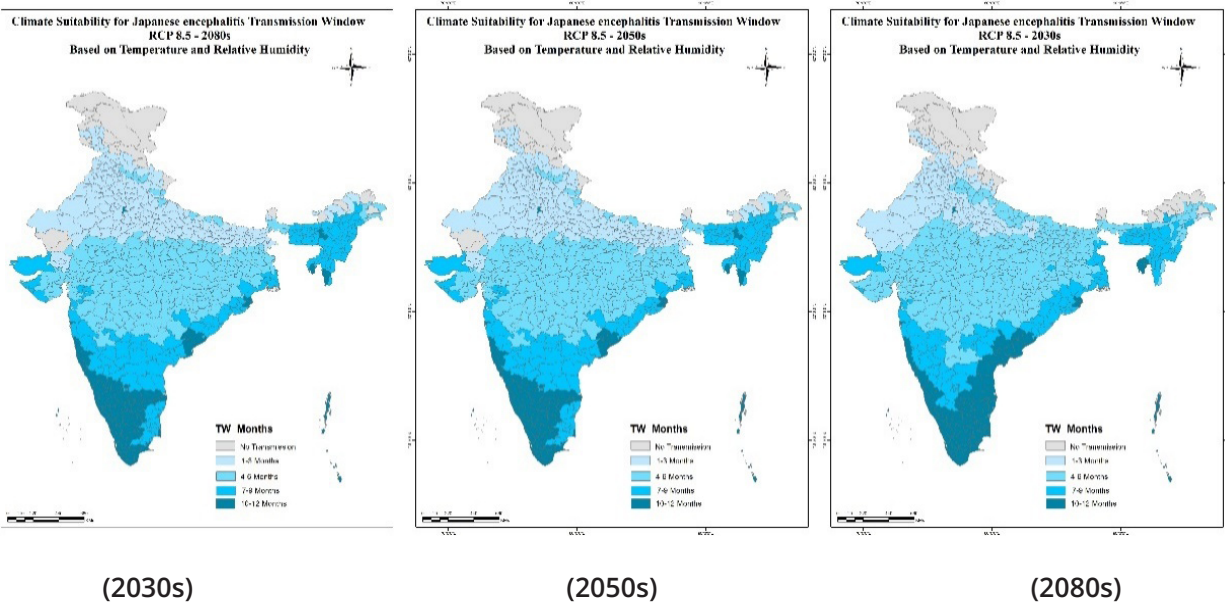 Climate Suitability for Japanese encephalitis Transmission Window
RCP 8.5 - 2080s
Based on Temperature and Relative Humidity
TW Months
No Transmission
1-3 Months
4-6 Months
7-9 Months
10-12 Months
(2030s)
Climate Suitability for Japanese encephalitis Transmission Window
RCP 8.5 - 2050s
Based on Temperature and Relative Humidity
TW Months
No Transmission
1-3 Months
4-6 Months
7-9 Months
10-12 Months
(2050s)
Climate Suitability for Japanese encephalitis Transmission Window
RCP 8.5 - 2030s
Based on Temperature and Relative Humidity
TW Months
No Transmission
1-3 Months
4-6 Months
7-9 Months
10-12 Months
(2080s)